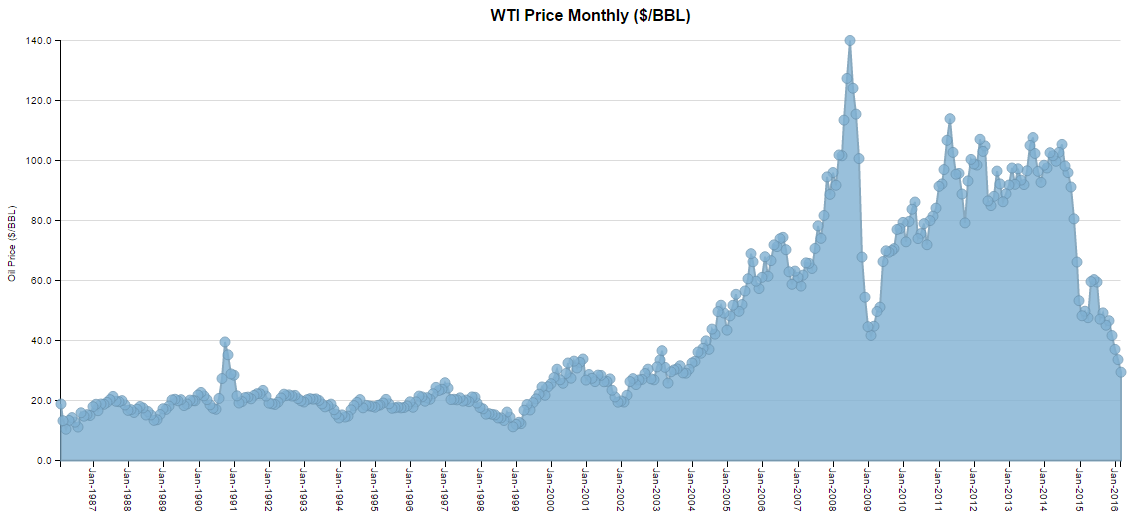 WTI Price Monthly ($/BBL)
140.0
120.0
100.0
80.0
60.0
40.0
20.0
0.0
Oil Price ($/BBL)
Jan-1987
Jan-1988
Jan-1989
Jan-1990
Jan-1991
Jan-1992
Jan-1993
Jan-1994
Jan-1995
Jan-1996
Jan-1997
Jan-1998
Jan-1999
Jan-2000
Jan-2001
Jan-2002
Jan-2003
Jan-2004
Jan-2005
Jan-2006
Jan-2007
Jan-2008
Jan-2009
Jan-2010
Jan-2011
Jan-2012
Jan-2013
Jan-2014
Jan-2015
Jan-2016